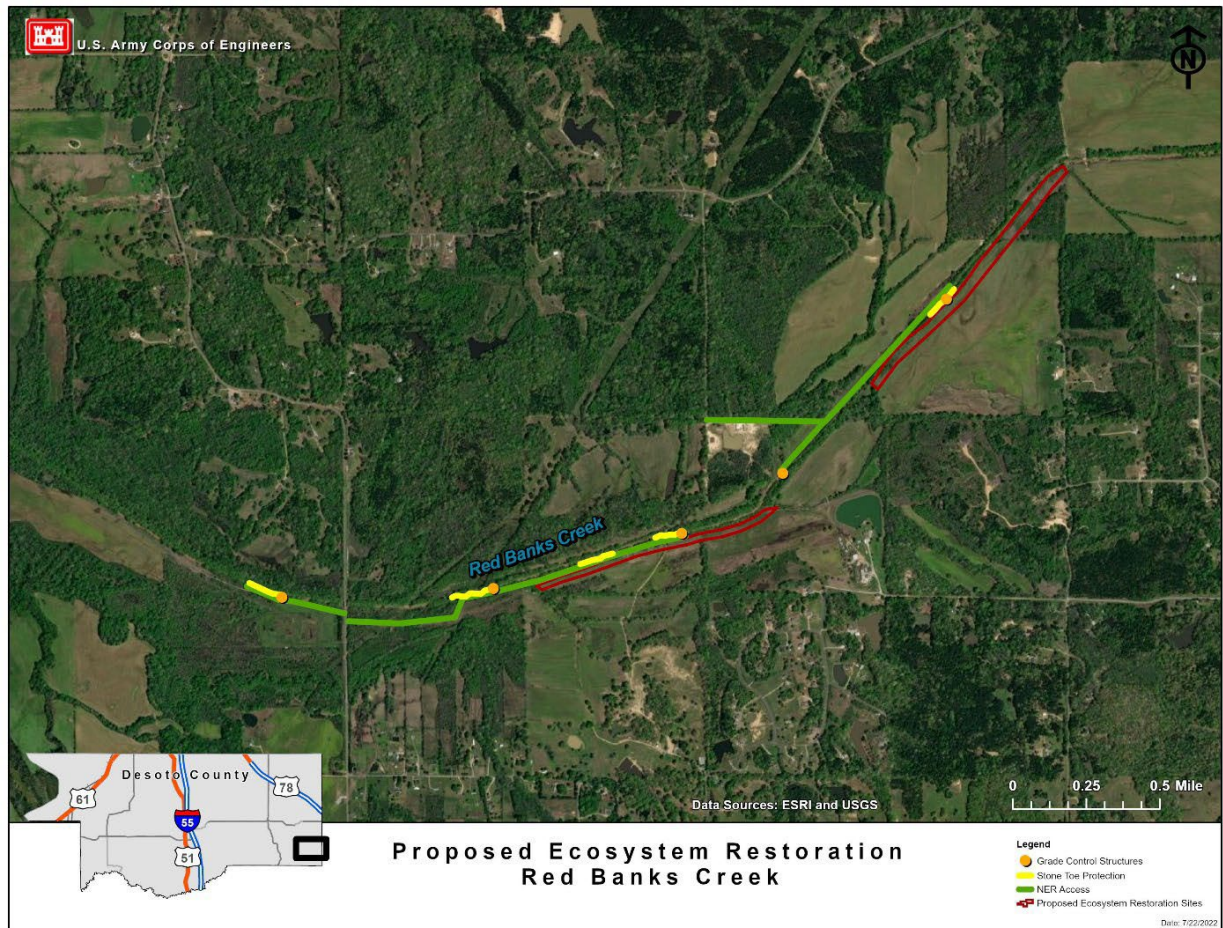 U.S. Army Corps of Engineers
N
Red Banks Creek
Desoto County
61
78
55
51
Data Sources: ESRI and USGS
0 0.25 0.5 Mile
Proposed Ecosystem Restoration
Red Banks Creek
Legend
Grade Control Structures
Stone Toe Protection
NER Access
Proposed Ecosystem Restoration Sites
Date: 7/22/2022